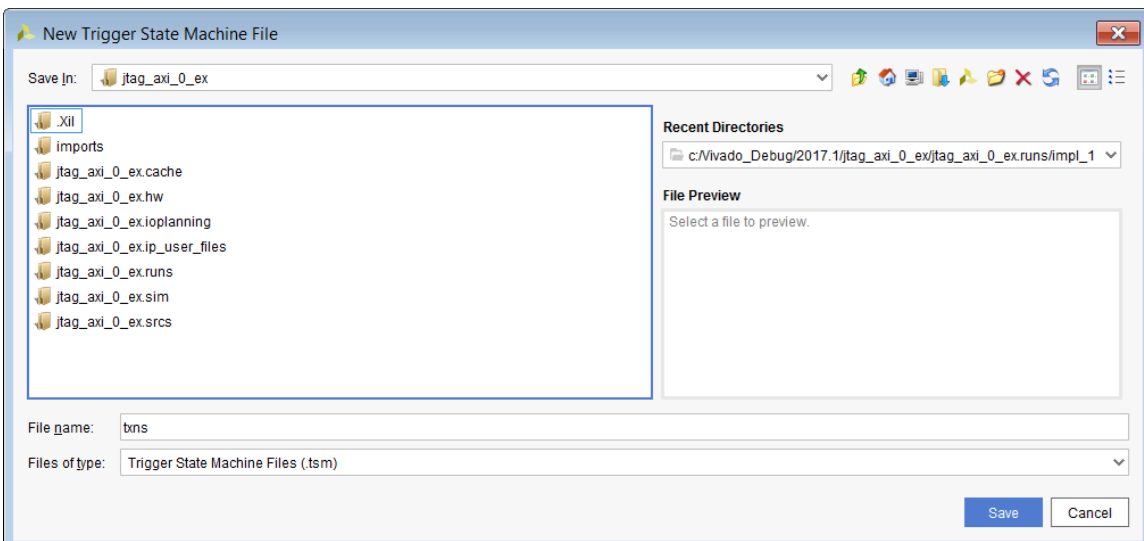 New Trigger State Machine File
Save In: jtag_axi_0_ex
.Xil
imports
jtag_axi_0_ex.cache
jtag_axi_0_ex.hw
jtag_axi_0_ex.ioplanning
jtag_axi_0_ex.ip_user_files
jtag_axi_0_ex.runs
jtag_axi_0_ex.sim
jtag_axi_0_ex.srcs
Recent Directories
c:/Vivado_Debug/2017.1/jtag_axi_0_ex/jtag_axi_0_ex.runs/impl_1
File Preview
Select a file to preview.
File name: txns
Files of type: Trigger State Machine Files (.tsm)
Save Cancel